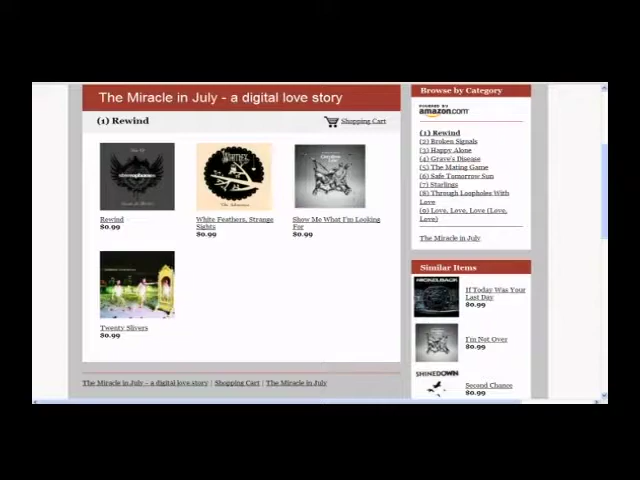 The Miracle in July - a digital love story
(1) Rewind
Shopping Cart
stereophonics
Rewind
$0.99
White Feathers, Strange
Sights
$0.99
Show Me What I'm Looking
For
$0.99
Twenty Slivers
$0.99
The Miracle in July - a digital love story | Shopping Cart | The Miracle in July
Browse by Category
POWERED BY
amazon.com
(1) Rewind
(2) Broken Signals
(3) Happy Alone
(4) Grave's Disease
(5) The Mating Game
(6) Safe Tomorrow Sun
(7) Starlings
(8) Through Loopholes With
Love
(9) Love, Love, Love (Love,
Love)
The Miracle in July
Similar Items
NICKELBACK
If Today Was Your
Last Day
$0.99
I'm Not Over
$0.99
SHINEDOWN
Second Chance
$0.99